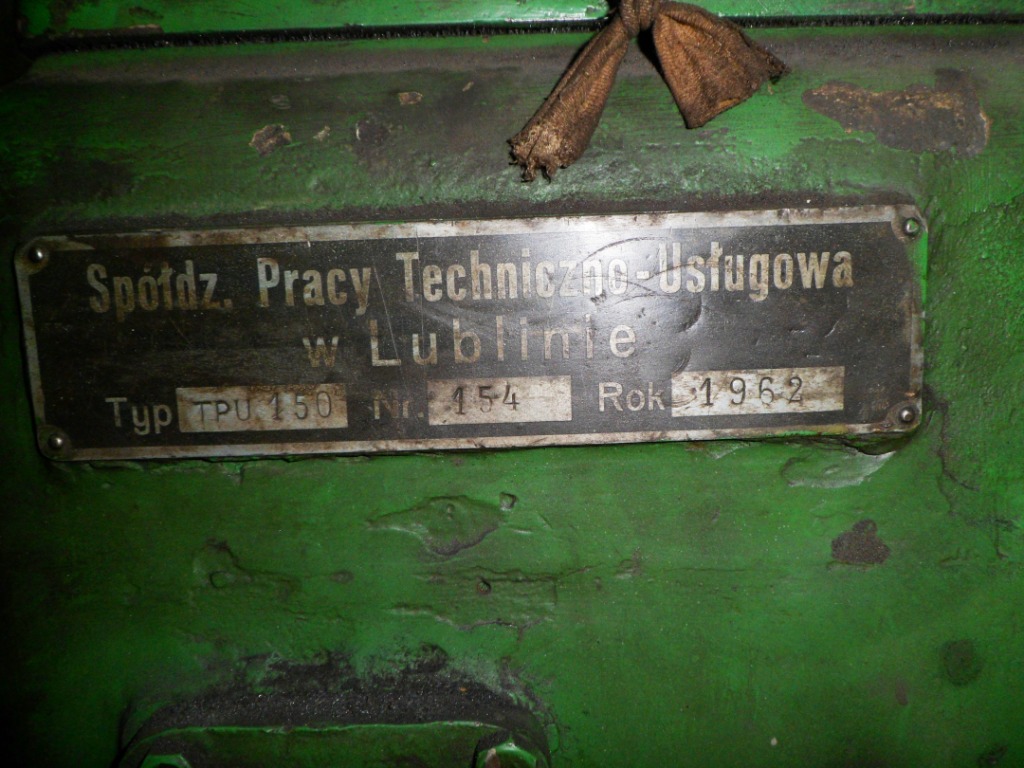 Spółdz. Pracy Techniczno-Usługowa
w Lublinie
Typ TPU 150 Nr. 154 Rok 1962